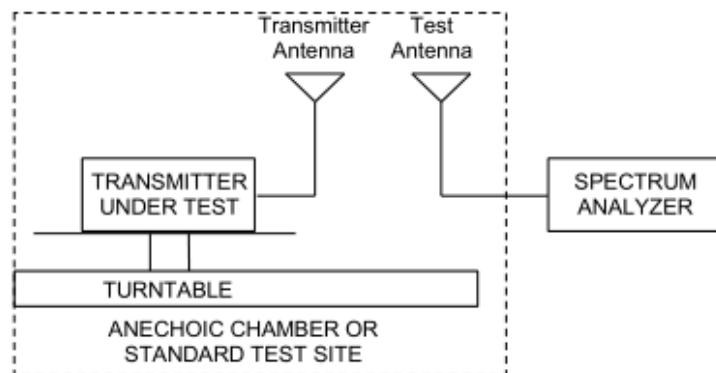 Transmitter
Antenna
Test
Antenna
TRANSMITTER
UNDER TEST
SPECTRUM
ANALYZER
TURNTABLE
ANECHOIC CHAMBER OR
STANDARD TEST SITE